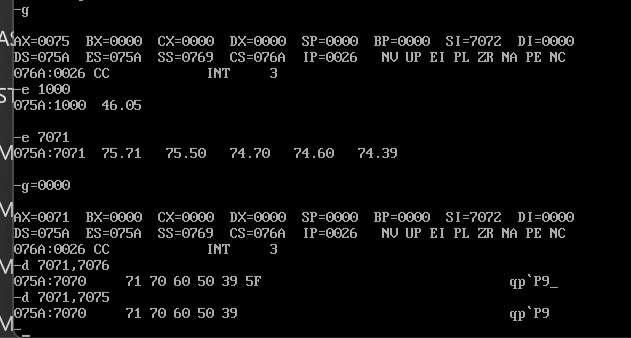 -g
AX=0075 BX=0000 CX=0000 DX=0000 SP=0000 BP=0000 SI=7072 DI=0000
DS=075A ES=075A SS=0769 CS=076A IP=0026 NV UP EI PL ZR NA PE NC
076A:0026 CC INT 3
-e 1000
075A:1000 46.05
-e 7071
075A:7071 75.71 75.50 74.70 74.60 74.39
-g=0000
AX=0071 BX=0000 CX=0000 DX=0000 SP=0000 BP=0000 SI=7072 DI=0000
DS=075A ES=075A SS=0769 CS=076A IP=0026 NV UP EI PL ZR NA PE NC
076A:0026 CC INT 3
-d 7071,7076
075A:7070 71 70 60 50 39 5F qp`P9_
-d 7071,7075
075A:7070 71 70 60 50 39 qp`P9
-